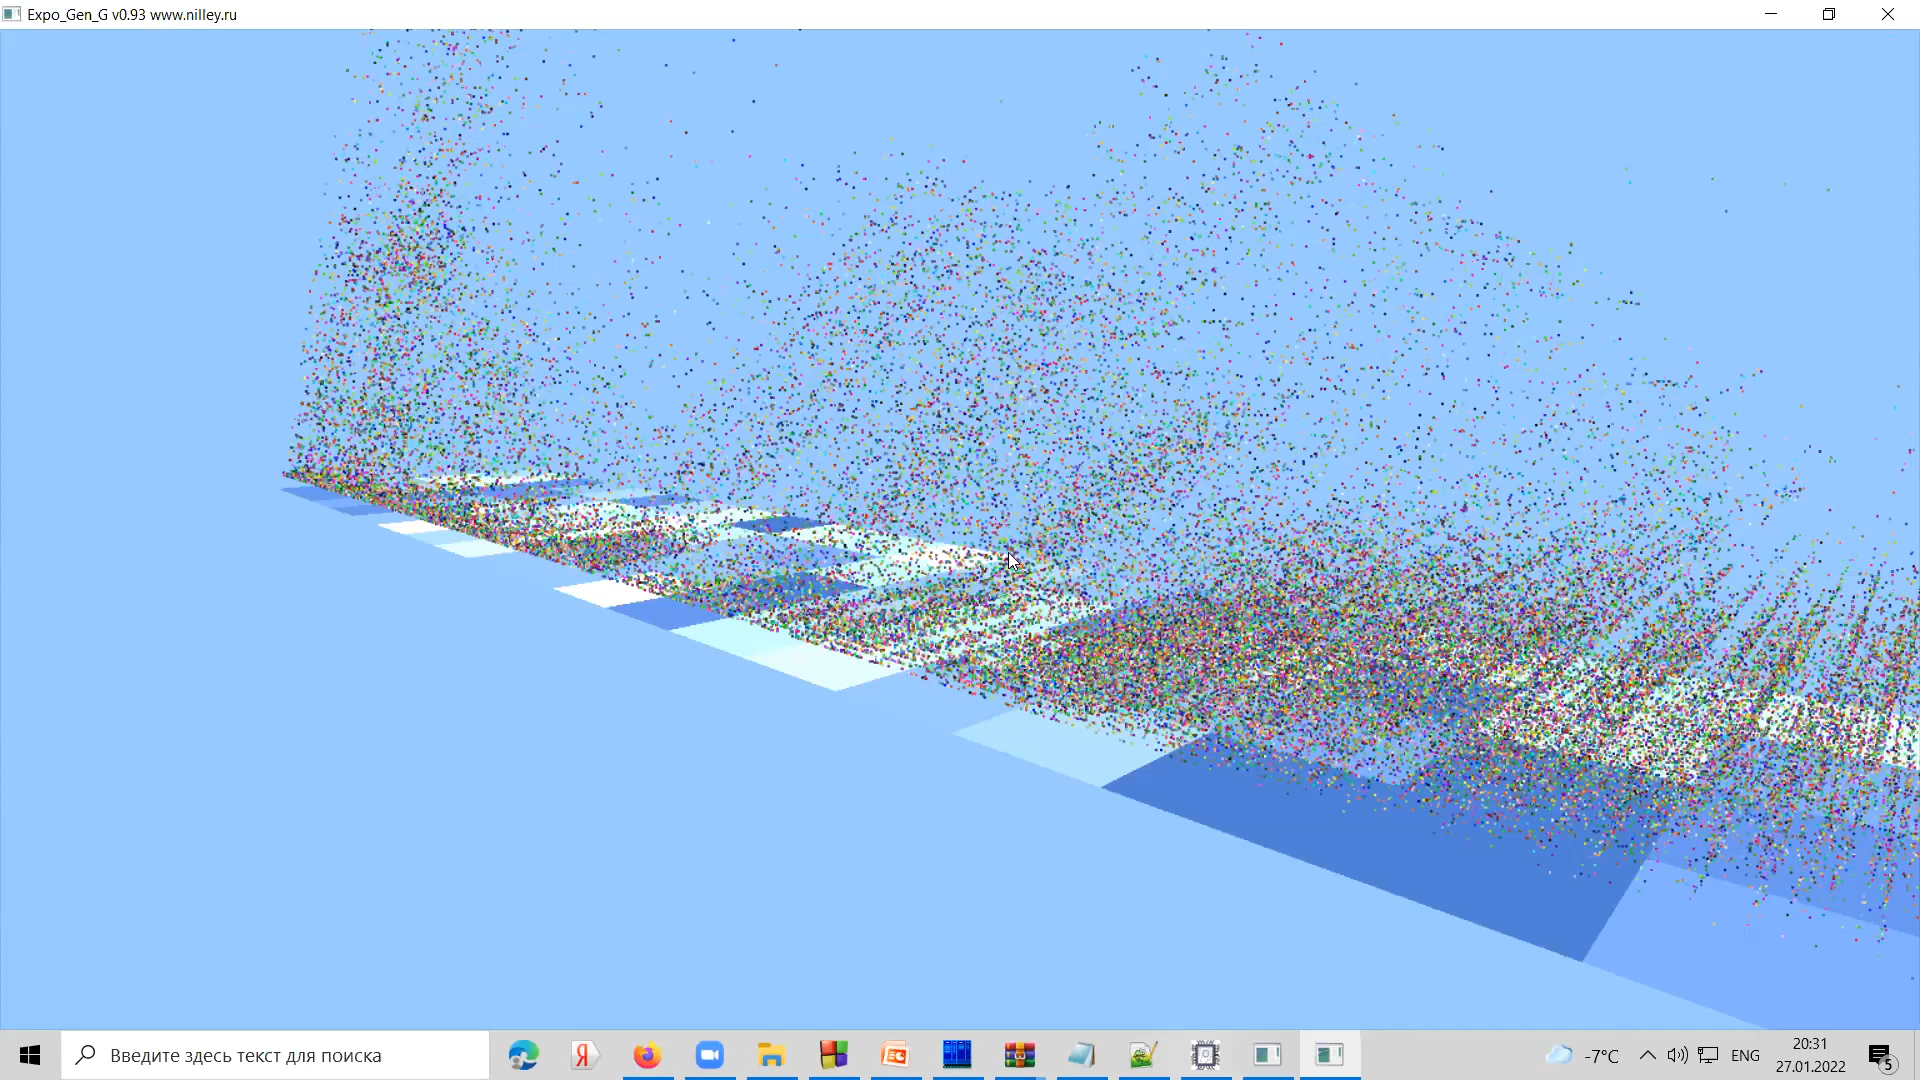 Expo_Gen_G v0.93 www.nilley.ru
Введите здесь текст для поиска
-7°C
ENG
20:31
27.01.2022
5